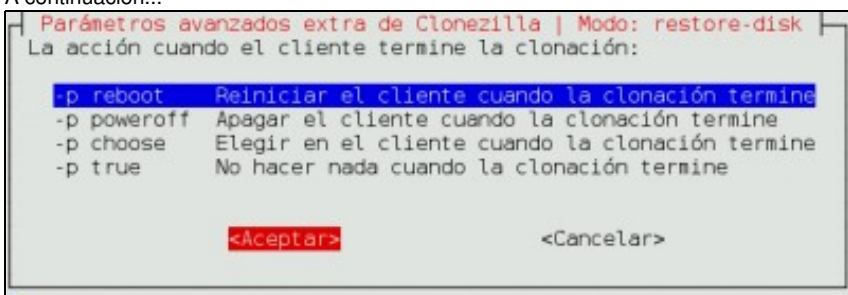 A continuación...
Parámetros avanzados extra de Clonezilla | Modo: restore-disk
La acción cuando el cliente termine la clonación:
-p reboot Reiniciar el cliente cuando la clonación termine
-p poweroff Apagar el cliente cuando la clonación termine
-p choose Elegir en el cliente cuando la clonación termine
-p true No hacer nada cuando la clonación termine
<Aceptar> <Cancelar>